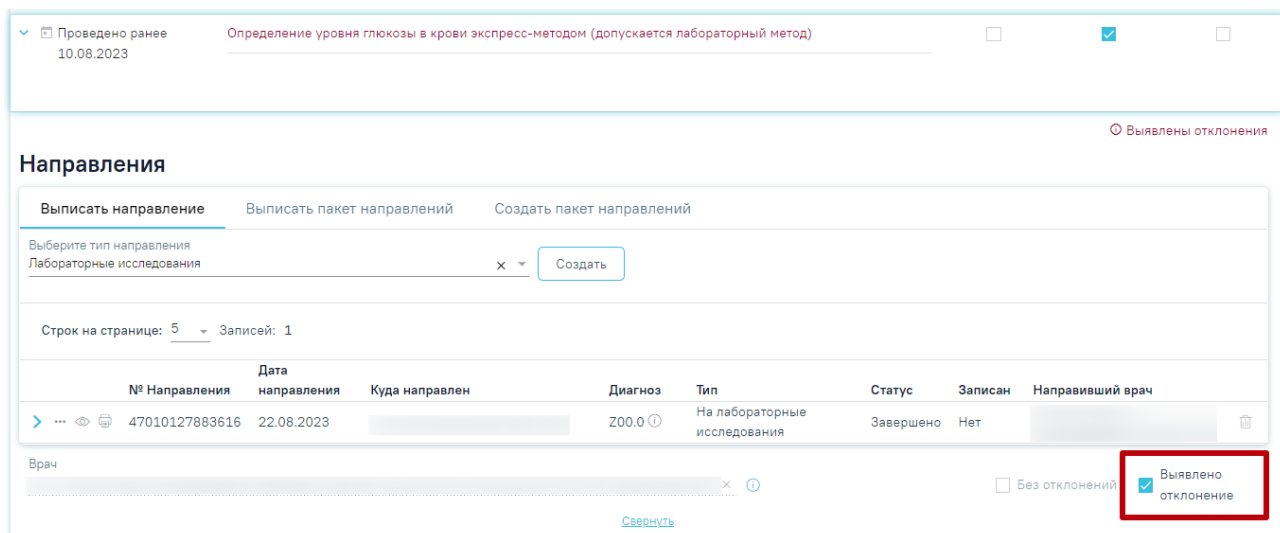 Проведено ранее
10.08.2023
Определение уровня глюкозы в крови экспресс-методом (допускается лабораторный метод)
Выявлены отклонения
Направления
Выписать направление Выписать пакет направлений Создать пакет направлений
Выберите тип направления
Лабораторные исследования
Создать
Строк на странице: 5 Записей: 1
№ Направления Дата направления Куда направлен Диагноз Тип Статус Записан Направивший врач
47010127883616 22.08.2023 Z00.0 На лабораторные исследования Завершено Нет
Врач
Без отклонений
Выявлено
отклонение
Свернуть